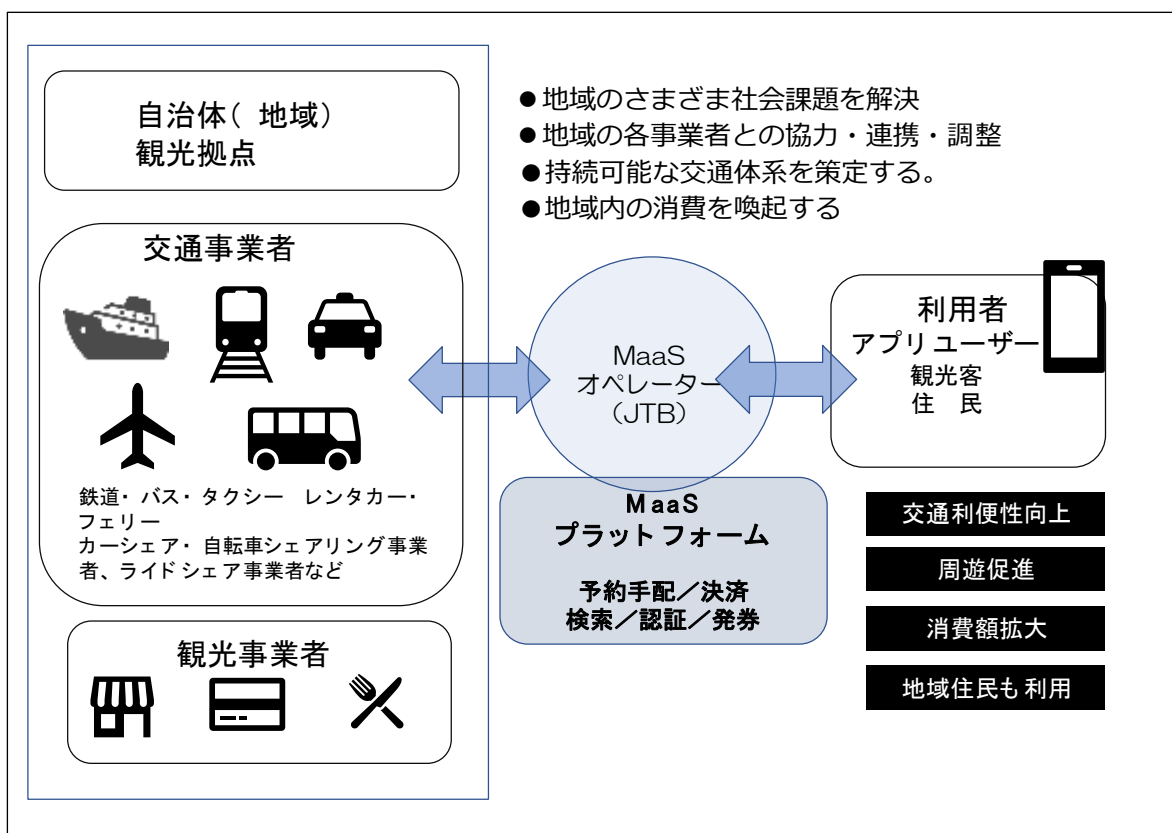 自治体(地域)
観光拠点
●地域のさまざま社会課題を解決
●地域の各事業者との協力・連携・調整
●持続可能な交通体系を策定する。
●地域内の消費を喚起する
交通事業者
鉄道・バス・タクシー　レンタカー・
フェリー
カーシェア・自転車シェアリング事業
者、ライドシェア事業者など
観光事業者
MaaS
オペレーター
(JTB)
MaaS
プラットフォーム
予約手配／決済
検索／認証／発券
利用者
アプリユーザー
観光客
住　民
交通利便性向上
周遊促進
消費額拡大
地域住民も利用